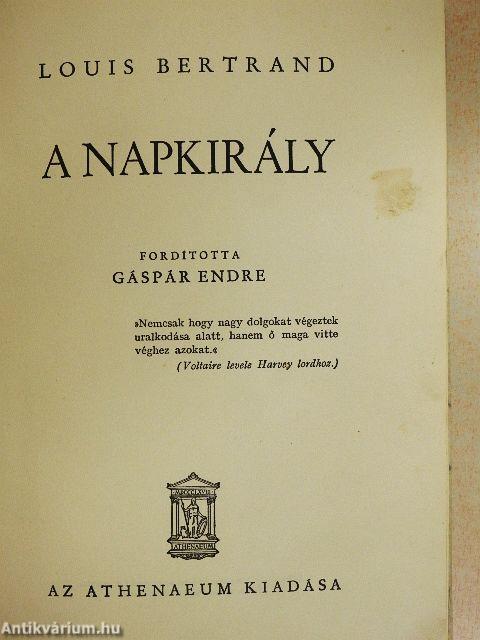 LOUIS BERTRAND
A NAPKIRÁLY
FORDÍTOTTA
GÁSPÁR ENDRE
»Nemcsak hogy nagy dolgokat végeztek
uralkodása alatt, hanem ő maga vitte
véghez azokat.«
(Voltaire levele Harvey lordhoz.)
ATHENAEUM
AZ ATHENAEUM KIADÁSA
Antikvárium.hu